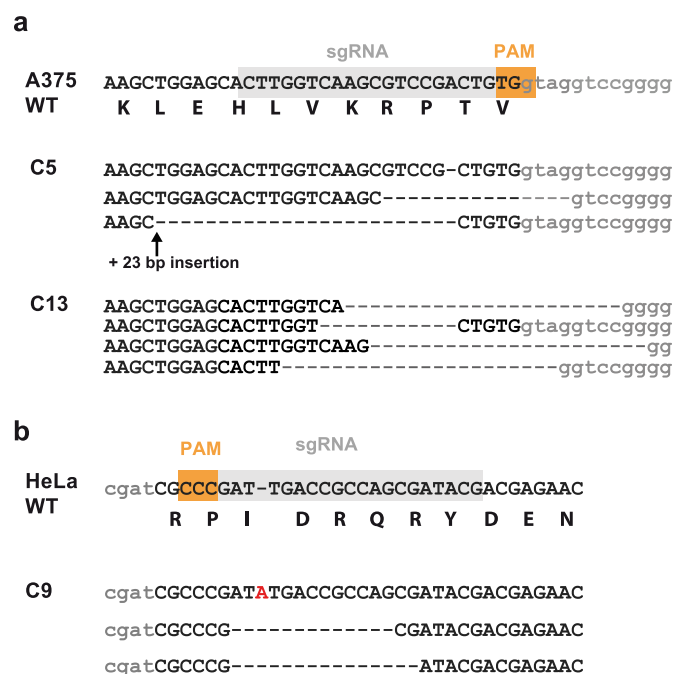 a
sgRNA PAM
A375 WT AAGCTGGAGCACTTGGTCAAGCGTCCGACTGTGgtaggtccgggg
K L E H L V K R P T V
C5 AAGCTGGAGCACTTGGTCAAGCGTCCG-CTGTGgtaggtccgggg
AAGCTGGAGCACTTGGTCAAGC---------------gtccgggg
AAGC------------------------CTGTGgtaggtccgggg
+ 23 bp insertion
C13 AAGCTGGAGCACTTGGTCA----------------------gggg
AAGCTGGAGCACTTGGT-----------CTGTGgtaggtccgggg
AAGCTGGAGCACTTGGTCAAG----------------------gg
AAGCTGGAGCACTT----------------------ggtccgggg
b
PAM sgRNA
HeLa WT cgatCGCCCGAT-TGACCGCCAGCGATACGACGAGAAC
R P I D R Q R Y D E N
C9 cgatCGCCCGATATGACCGCCAGCGATACGACGAGAAC
cgatCGCCCG-------------CGATACGACGAGAAC
cgatCGCCCG---------------ATACGACGAGAAC